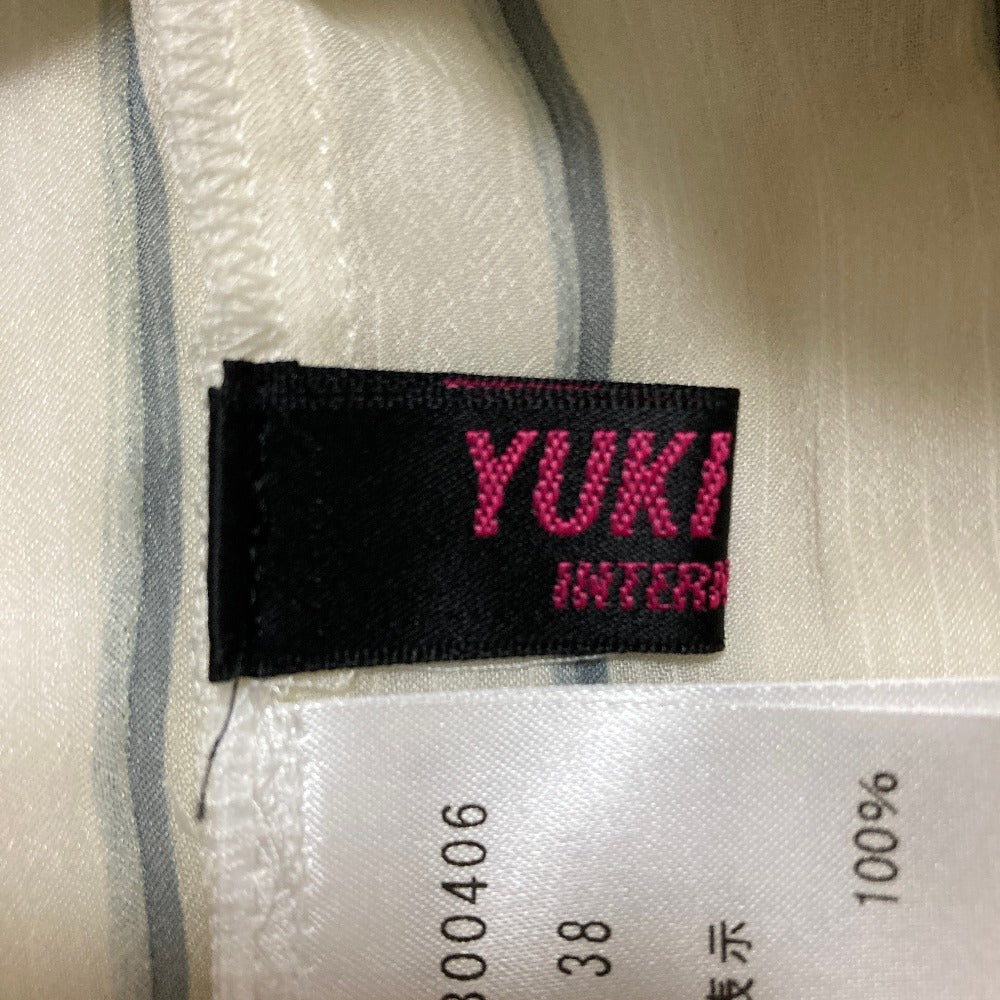 YUKI
INTERN
300406
38
表示
100%